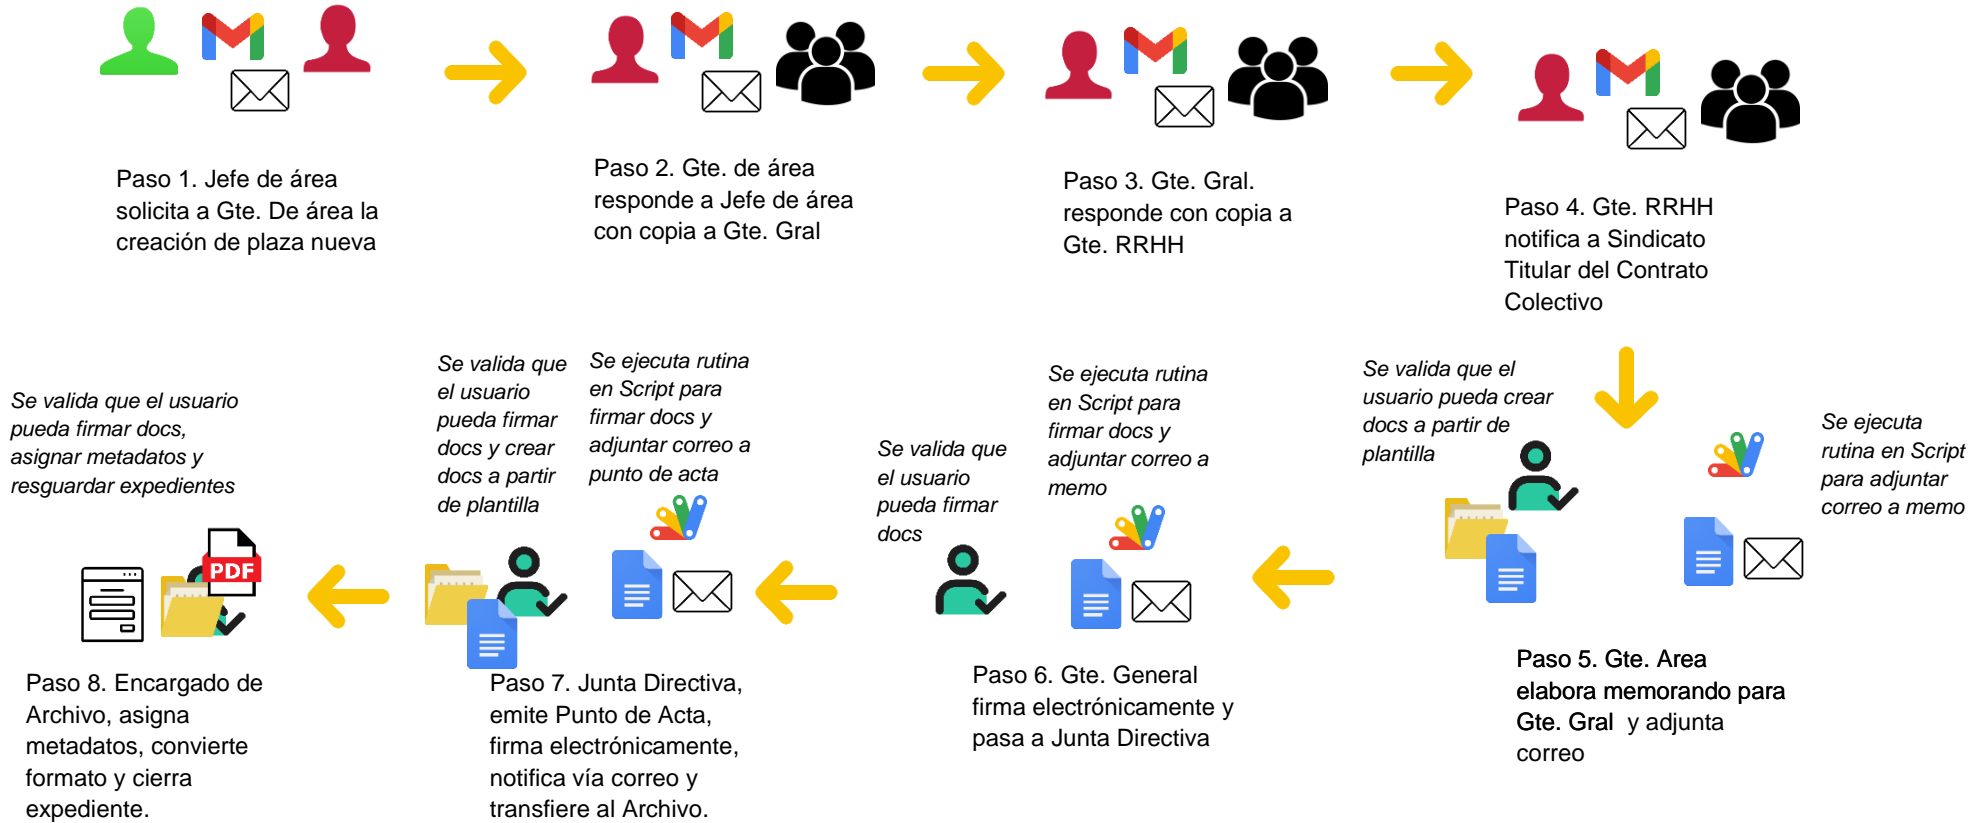 Paso 1. Jefe de área
solicita a Gte. De área la
creación de plaza nueva
Paso 2. Gte. de área
responde a Jefe de área
con copia a Gte. Gral
Paso 3. Gte. Gral.
responde con copia a
Gte. RRHH
Paso 4. Gte. RRHH
notifica a Sindicato
Titular del Contrato
Colectivo
Se valida que el
usuario pueda crear
docs a partir de
plantilla
Se ejecuta
rutina en Script
para adjuntar
correo a memo
Paso 5. Gte. Area
elabora memorando para
Gte. Gral  y adjunta
correo
Se valida que
el usuario
pueda firmar
docs
Se ejecuta rutina
en Script para
firmar docs y
adjuntar correo a
memo
Paso 6. Gte. General
firma electrónicamente y
pasa a Junta Directiva
Se valida que
el usuario
pueda firmar
docs y crear
docs a partir
de plantilla
Se ejecuta rutina
en Script para
firmar docs y
adjuntar correo a
punto de acta
Paso 7. Junta Directiva,
emite Punto de Acta,
firma electrónicamente,
notifica vía correo y
transfiere al Archivo.
Se valida que el usuario
pueda firmar docs,
asignar metadatos y
resguardar expedientes
PDF
Paso 8. Encargado de
Archivo, asigna
metadatos, convierte
formato y cierra
expediente.